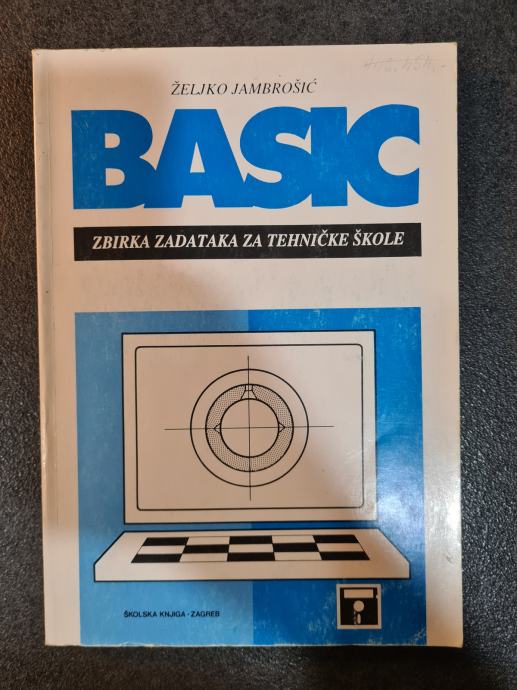 ŽELJKO JAMBROŠIĆ
BASIC
ZBIRKA ZADATAKA ZA TEHNIČKE ŠKOLE
ŠKOLSKA KNJIGA - ZAGREB